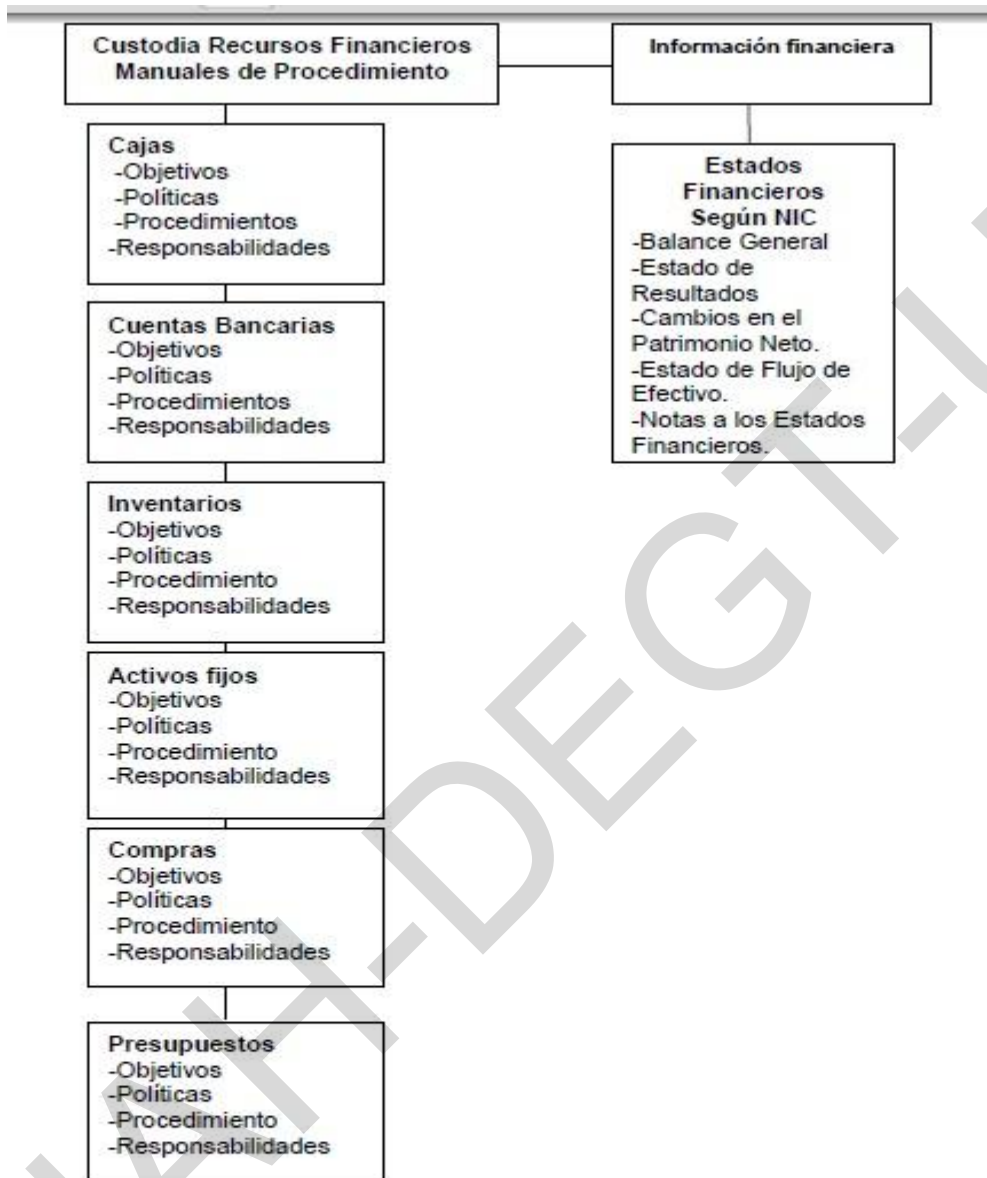 Custodia Recursos Financieros
Manuales de Procedimiento
Información financiera
Cajas
-Objetivos
-Políticas
-Procedimientos
-Responsabilidades
Cuentas Bancarias
-Objetivos
-Políticas
-Procedimientos
-Responsabilidades
Inventarios
-Objetivos
-Políticas
-Procedimiento
-Responsabilidades
Activos fijos
-Objetivos
-Políticas
-Procedimiento
-Responsabilidades
Compras
-Objetivos
-Políticas
-Procedimiento
-Responsabilidades
Presupuestos
-Objetivos
-Políticas
-Procedimiento
-Responsabilidades
Estados
Financieros
Según NIC
-Balance General
-Estado de
Resultados
-Cambios en el
Patrimonio Neto.
-Estado de Flujo de
Efectivo.
-Notas a los Estados
Financieros.
AH-DEGT-U